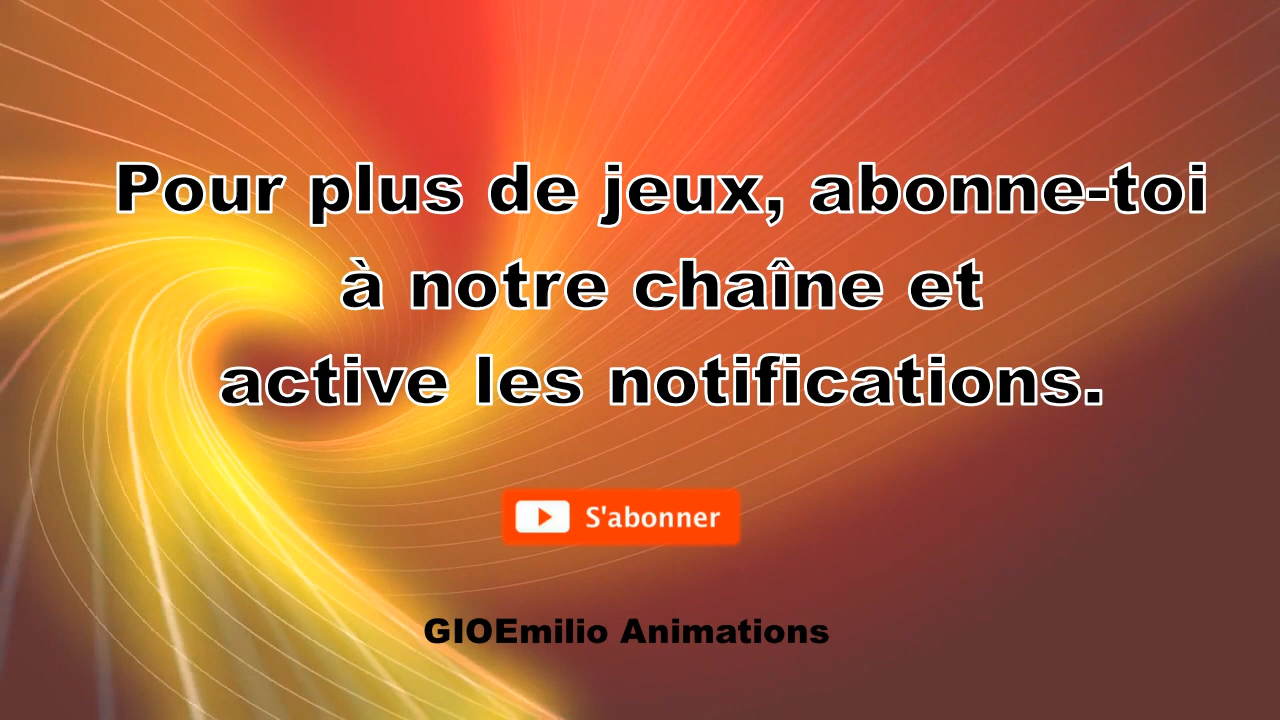 Pour plus de jeux, abonne-toi
à notre chaîne et
active les notifications.
S'abonner
GIOEmilio Animations